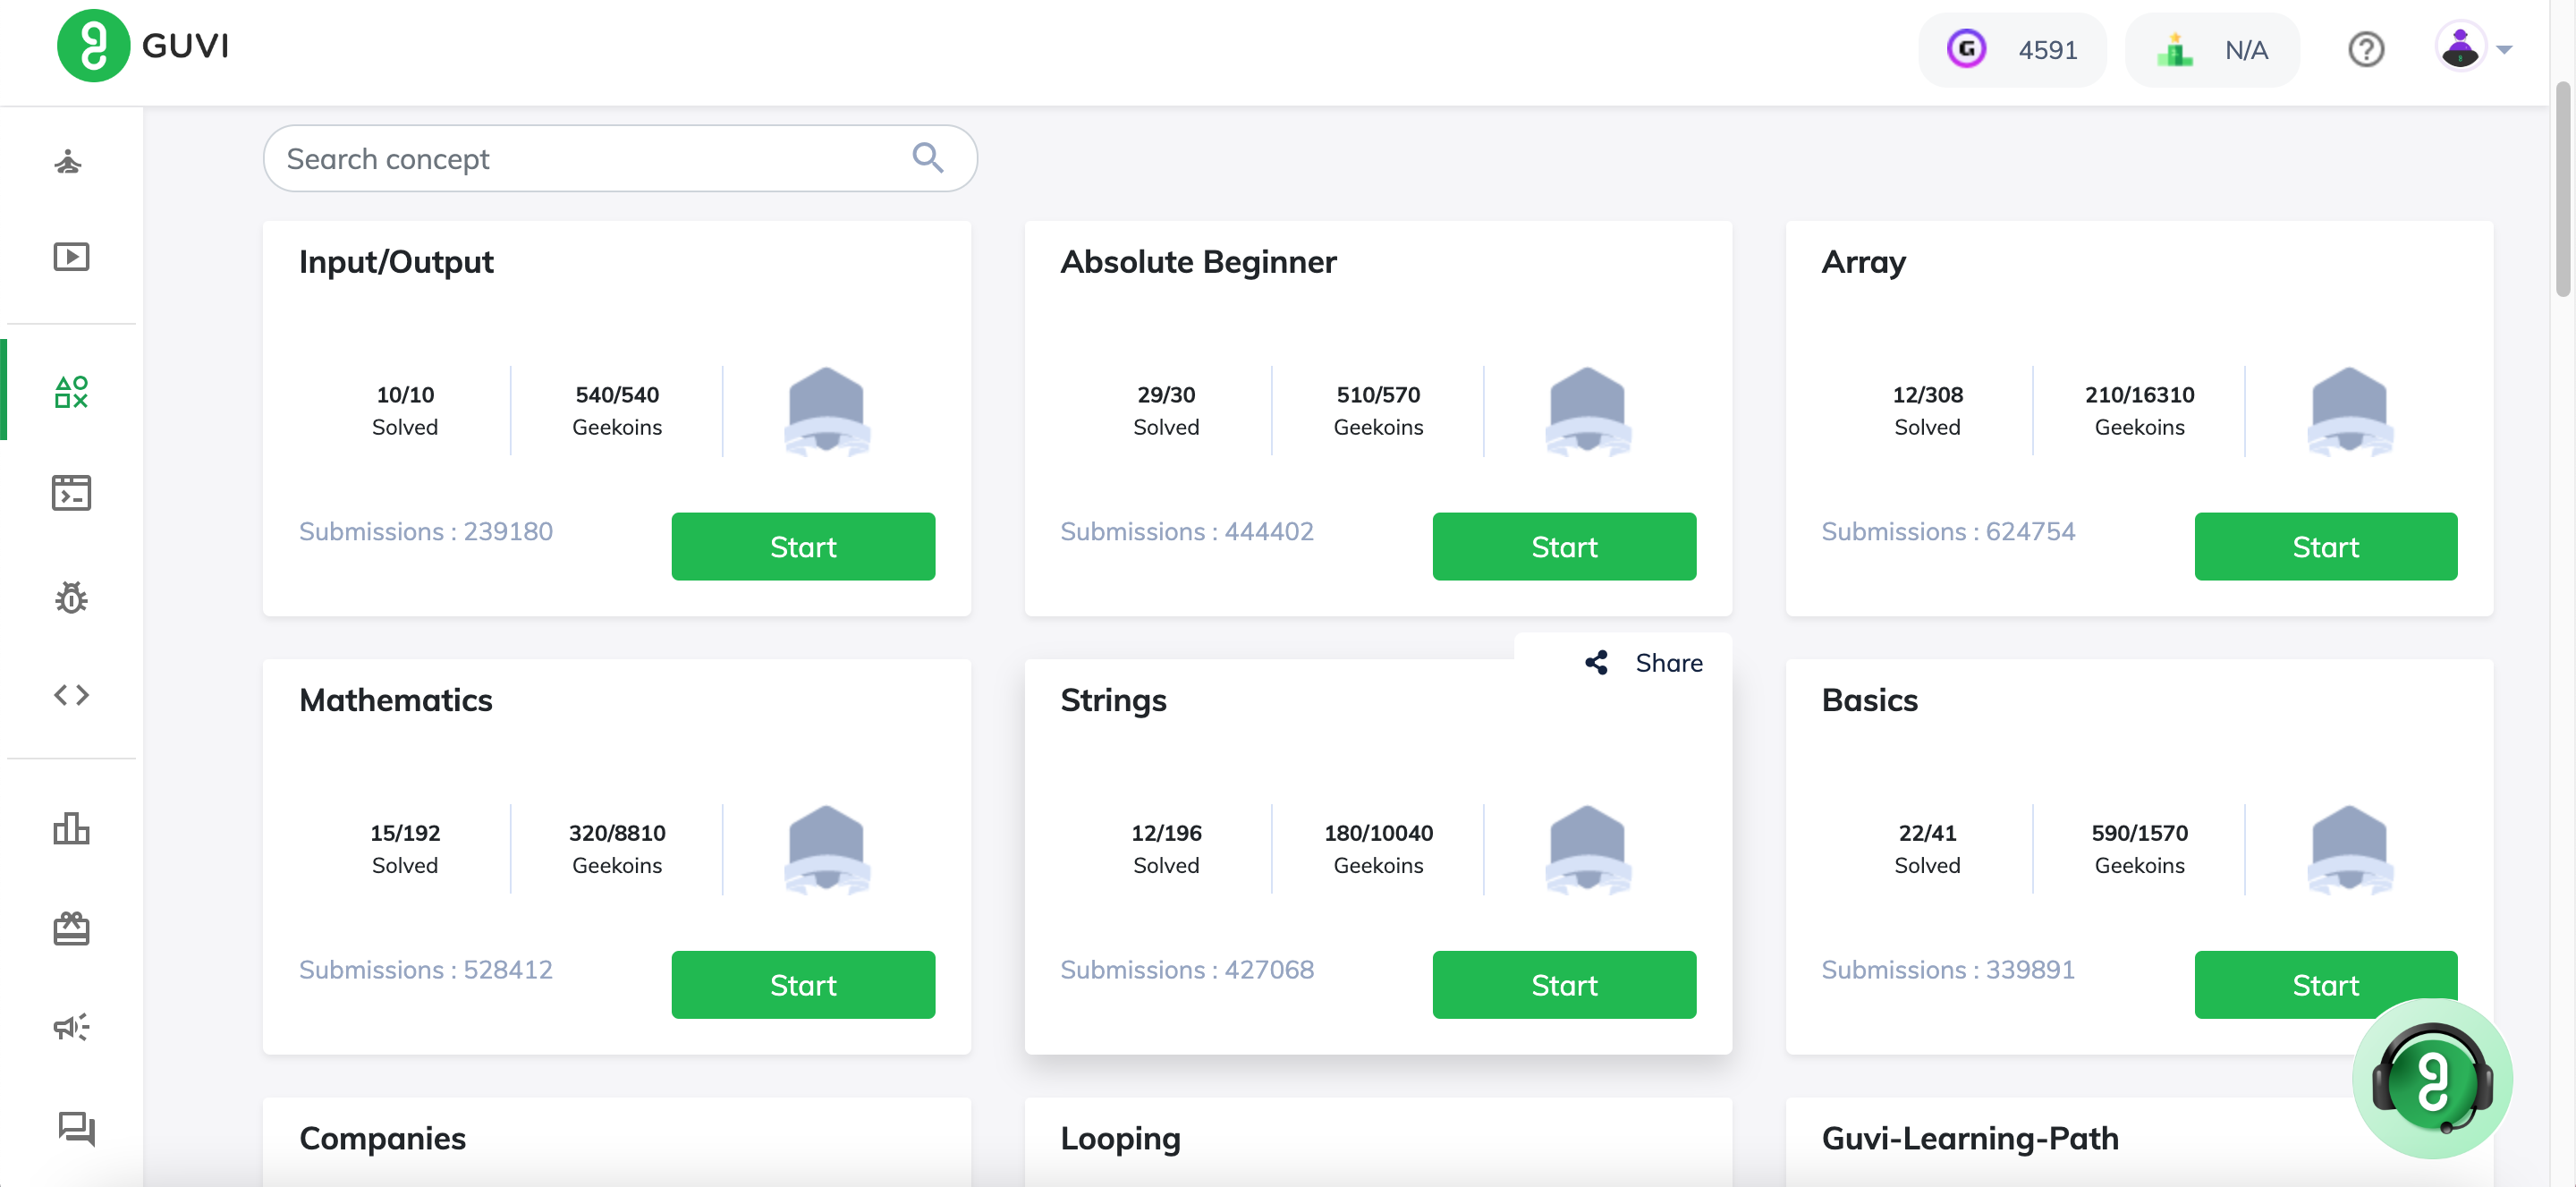 GUVI
4591
N/A
Search concept
Input/Output
10/10
Solved
540/540
Geekoins
Submissions : 239180
Start
Absolute Beginner
29/30
Solved
510/570
Geekoins
Submissions : 444402
Start
Array
12/308
Solved
210/16310
Geekoins
Submissions : 624754
Start
Mathematics
15/192
Solved
320/8810
Geekoins
Submissions : 528412
Start
Share
Strings
12/196
Solved
180/10040
Geekoins
Submissions : 427068
Start
Basics
22/41
Solved
590/1570
Geekoins
Submissions : 339891
Start
Companies
Looping
Guvi-Learning-Path